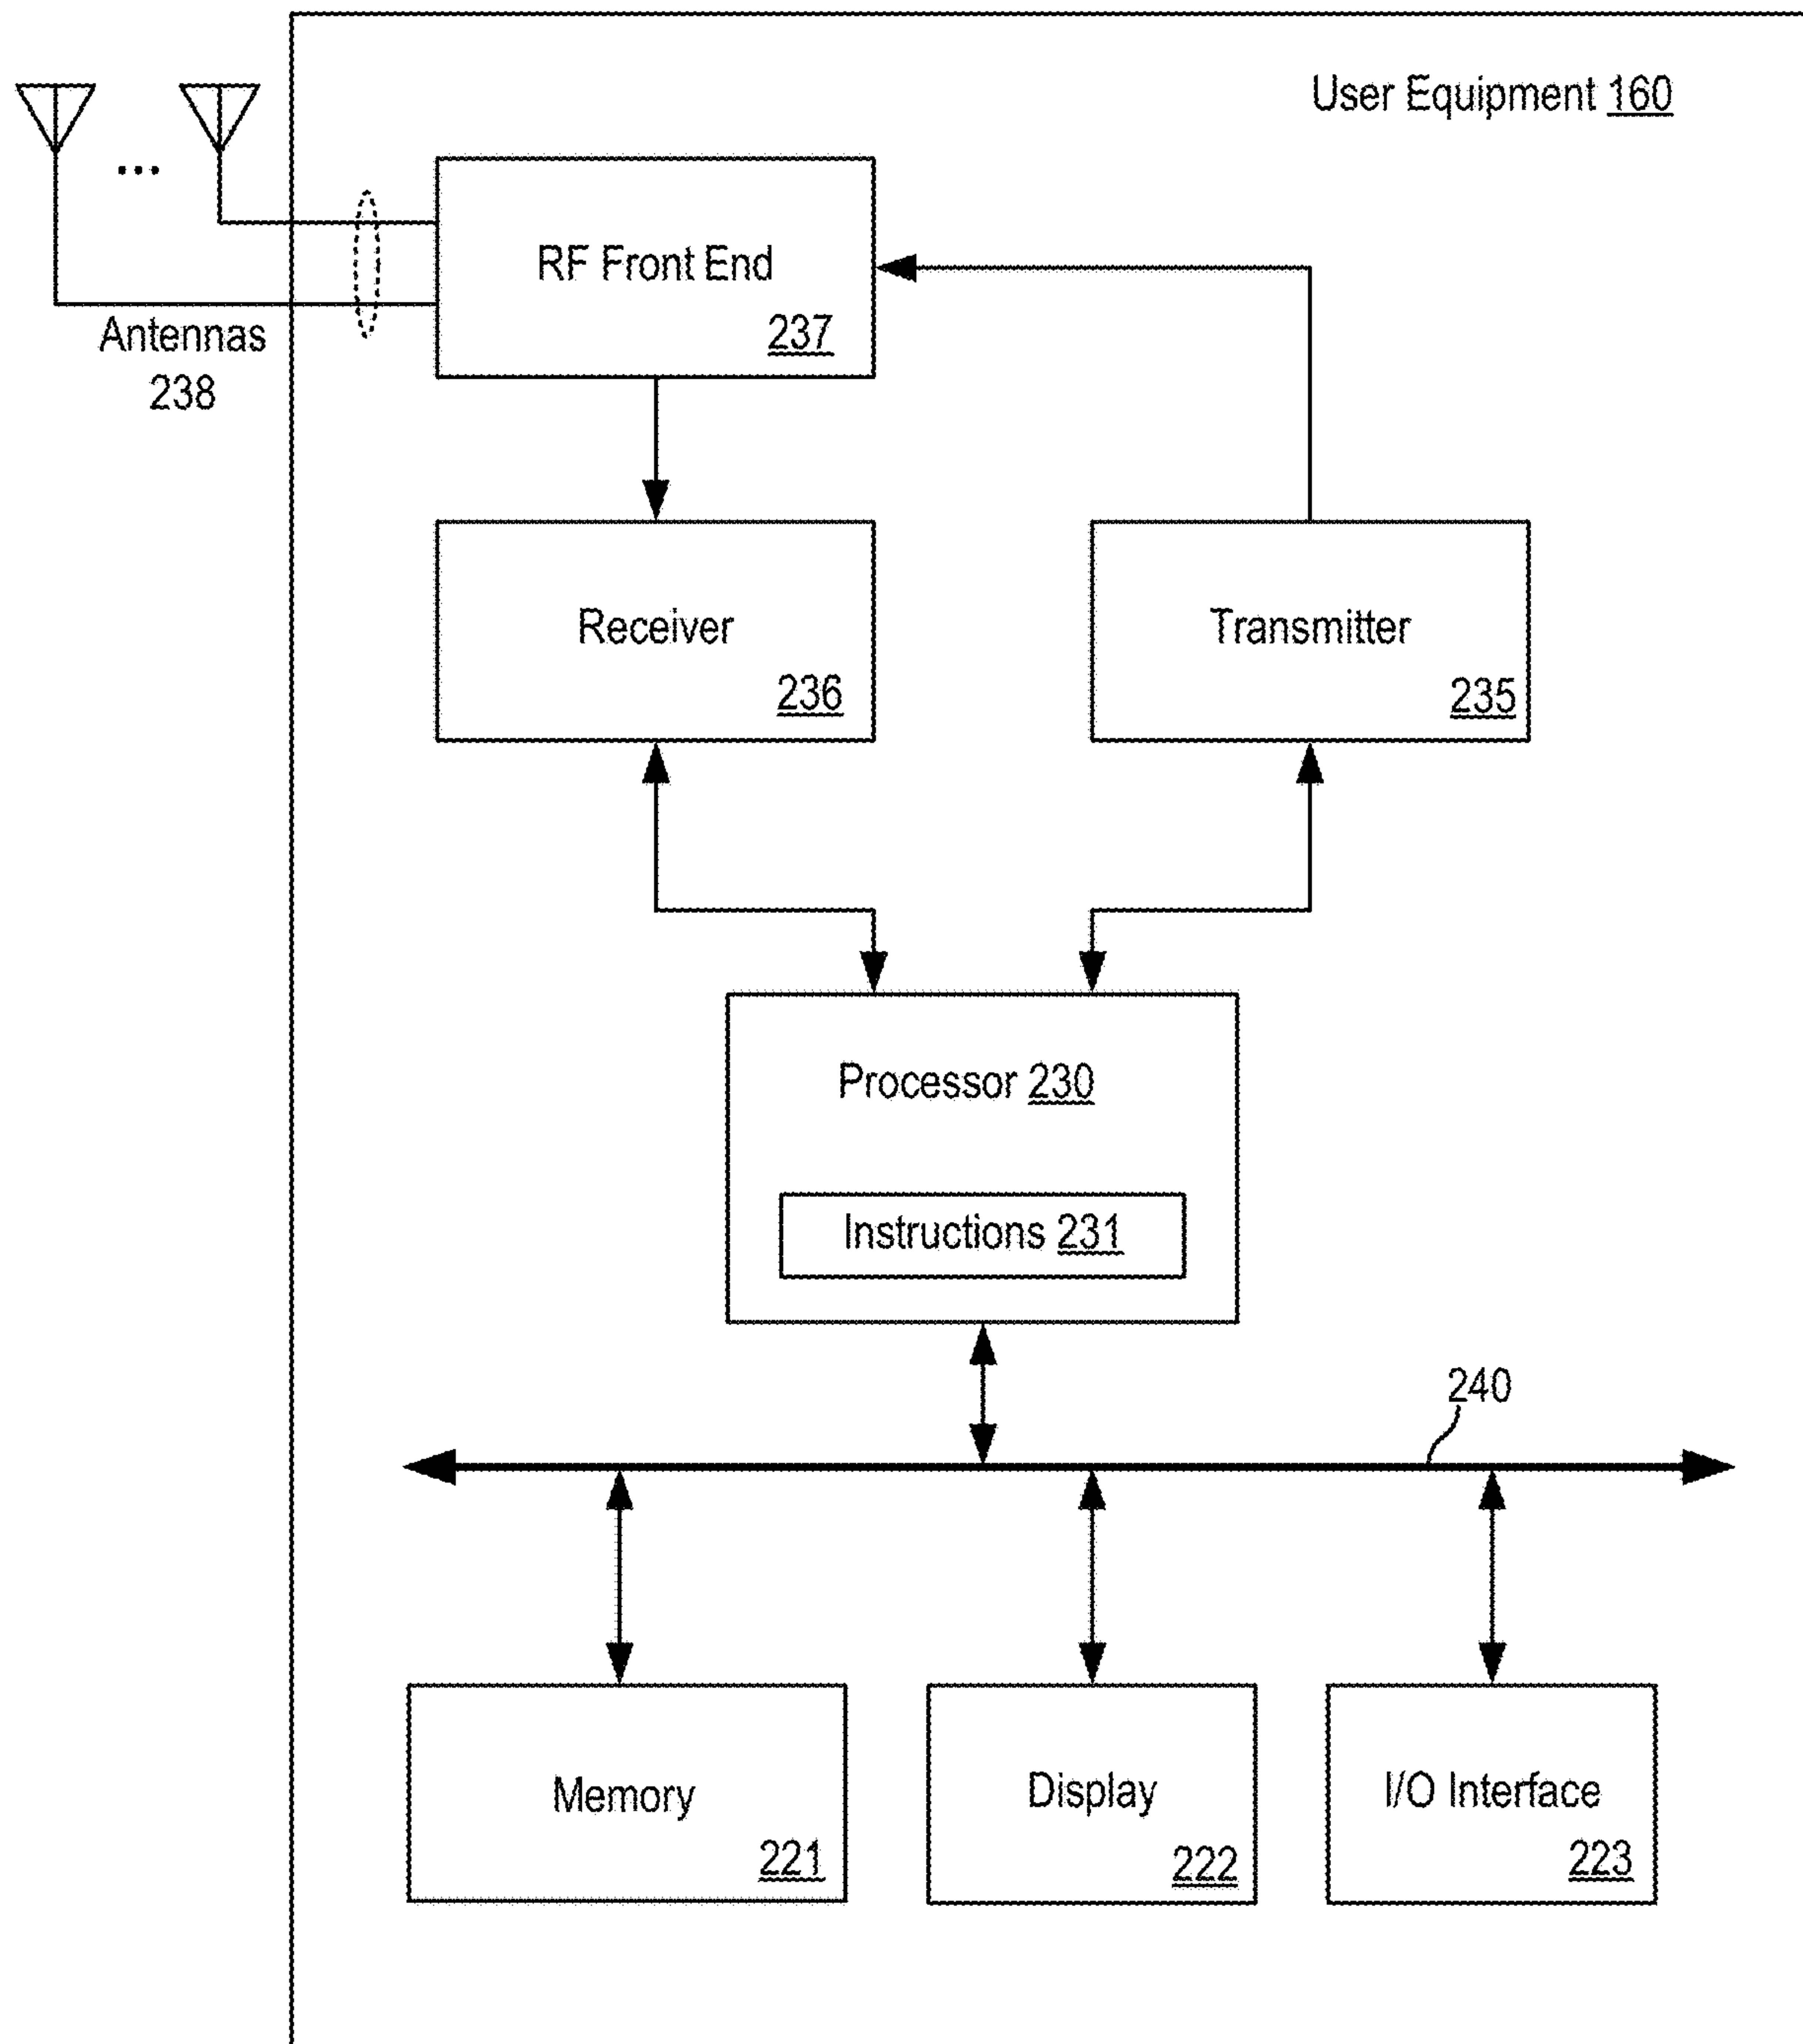 User Equipment 160
...
RF Front End
237
Antennas
238
Receiver
236
Transmitter
235
Processor 230
Instructions 231
240
Memory
221
Display
222
I/O Interface
223